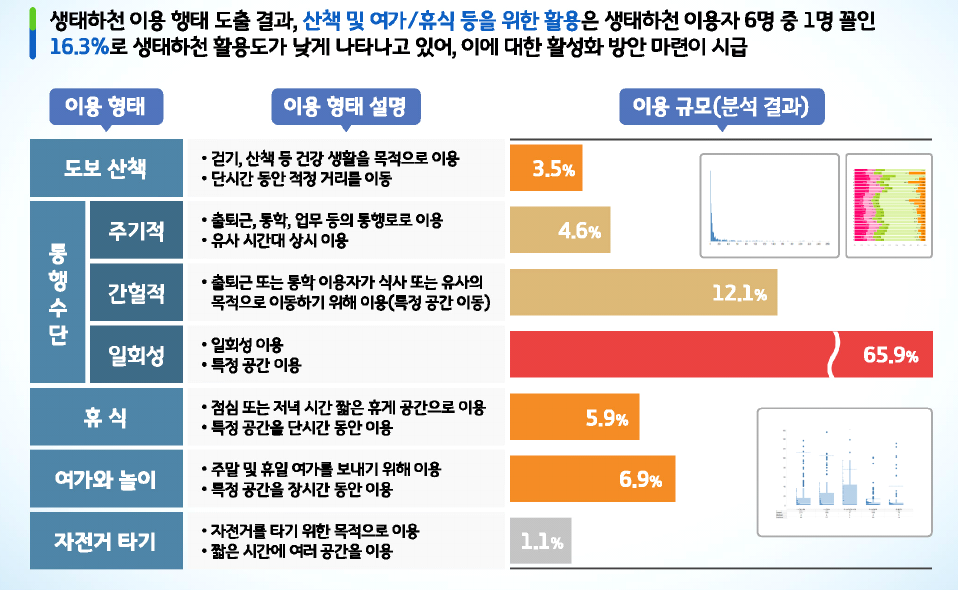 생태하천 이용 행태 도출 결과, 산책 및 여가/휴식 등을 위한 활용은 생태하천 이용자 6명 중 1명 꼴인
16.3%로 생태하천 활용도가 낮게 나타나고 있어, 이에 대한 활성화 방안 마련이 시급
이용 형태
이용 형태 설명
이용 규모(분석 결과)
도보 산책
• 걷기, 산책 등 건강 생활을 목적으로 이용
• 단시간 동안 적정 거리를 이동
3.5%
통행수단
주기적
• 출퇴근, 통학, 업무 등의 통행로로 이용
• 유사 시간대 상시 이용
4.6%
간헐적
• 출퇴근 또는 통학 이용자가 식사 또는 유사의
목적으로 이동하기 위해 이용(특정 공간 이동)
12.1%
일회성
• 일회성 이용
• 특정 공간 이용
65.9%
휴 식
• 점심 또는 저녁 시간 짧은 휴게 공간으로 이용
• 특정 공간을 단시간 동안 이용
5.9%
여가와 놀이
• 주말 및 휴일 여가를 보내기 위해 이용
• 특정 공간을 장시간 동안 이용
6.9%
자전거 타기
• 자전거를 타기 위한 목적으로 이용
• 짧은 시간에 여러 공간을 이용
1.1%